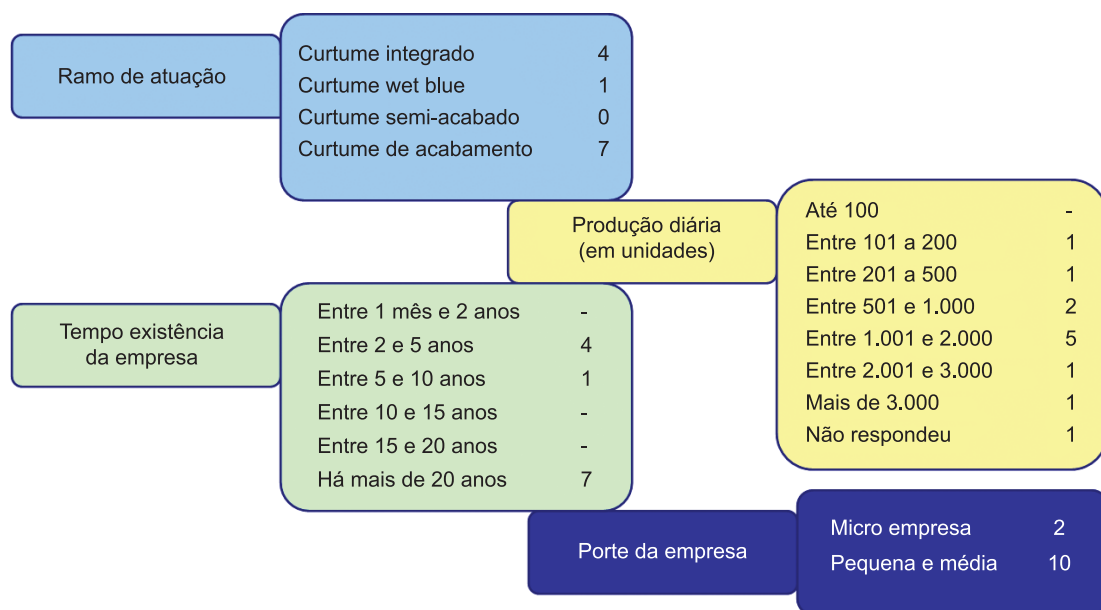 Ramo de atuação
Curtume integrado 4
Curtume wet blue 1
Curtume semi-acabado 0
Curtume de acabamento 7
Produção diária
(em unidades)
Até 100 -
Entre 101 a 200 1
Entre 201 a 500 1
Entre 501 e 1.000 2
Entre 1.001 e 2.000 5
Entre 2.001 e 3.000 1
Mais de 3.000 1
Não respondeu 1
Tempo existência
da empresa
Entre 1 mês e 2 anos -
Entre 2 e 5 anos 4
Entre 5 e 10 anos 1
Entre 10 e 15 anos -
Entre 15 e 20 anos -
Há mais de 20 anos 7
Porte da empresa
Micro empresa 2
Pequena e média 10